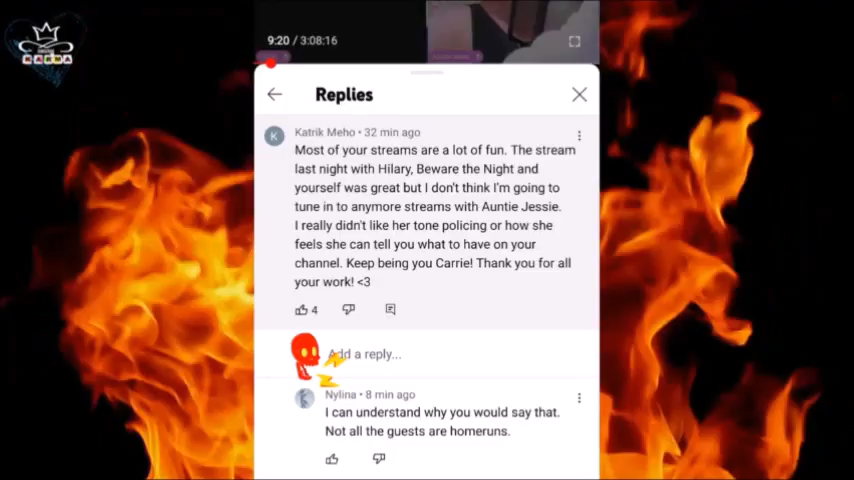 KARMA
9:20 / 3:08:16
Replies
Katrik Meho • 32 min ago
Most of your streams are a lot of fun. The stream
last night with Hilary, Beware the Night and
yourself was great but I don't think I'm going to
tune in to anymore streams with Auntie Jessie.
I really didn't like her tone policing or how she
feels she can tell you what to have on your
channel. Keep being you Carrie! Thank you for all
your work! <3
4
K
Add a reply...
Nylina • 8 min ago
I can understand why you would say that.
Not all the guests are homeruns.